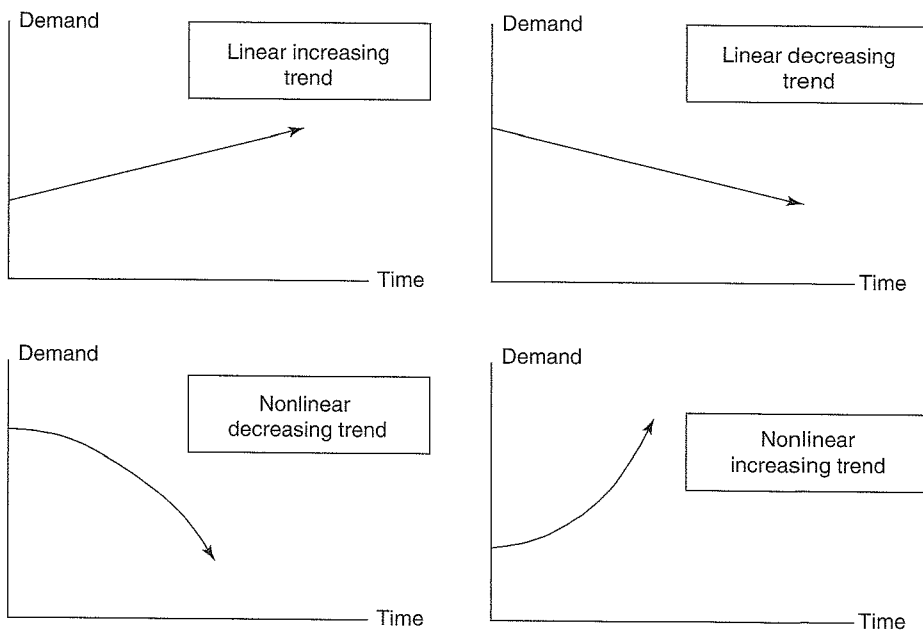 Demand
Linear increasing
trend
Time
Demand
Linear decreasing
trend
Time
Demand
Nonlinear
decreasing trend
Time
Demand
Nonlinear
increasing trend
Time